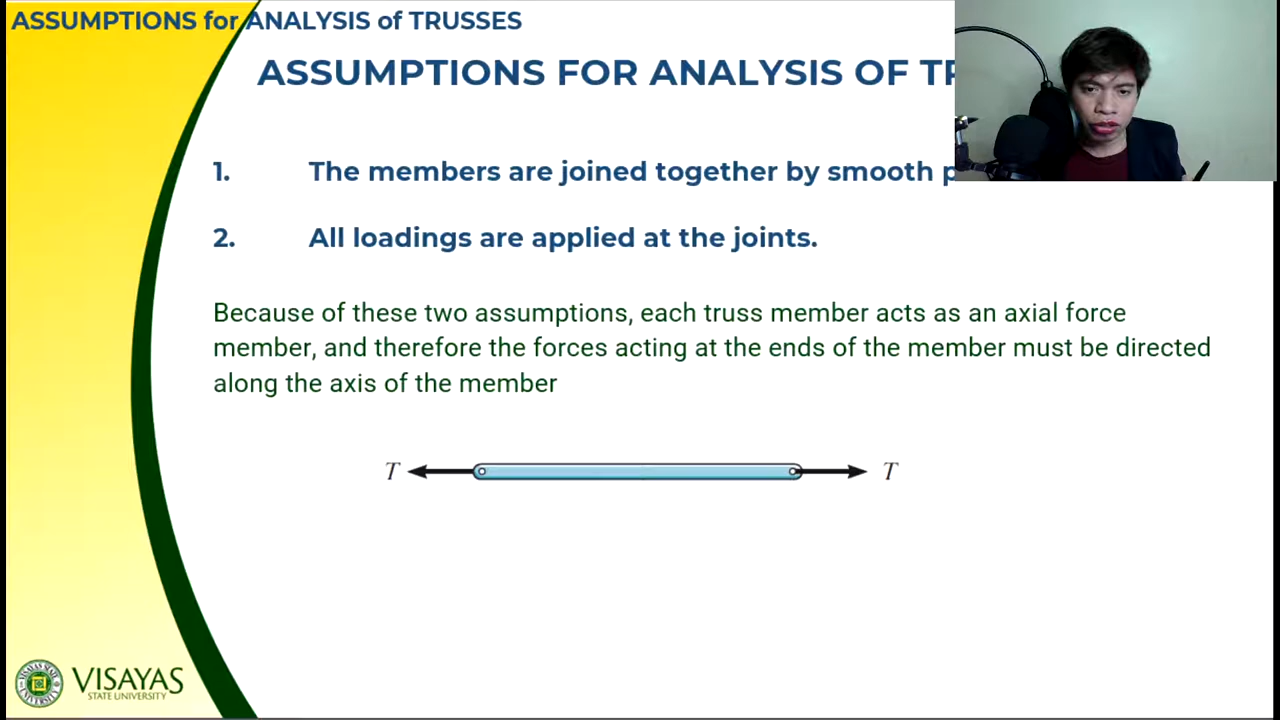 ASSUMPTIONS for ANALYSIS of TRUSSES
ASSUMPTIONS FOR ANALYSIS OF
1. The members are joined together by smooth
2. All loadings are applied at the joints.
Because of these two assumptions, each truss member acts as an axial force
member, and therefore the forces acting at the ends of the member must be directed
along the axis of the member
T T
VISAYAS
STATE UNIVERSITY